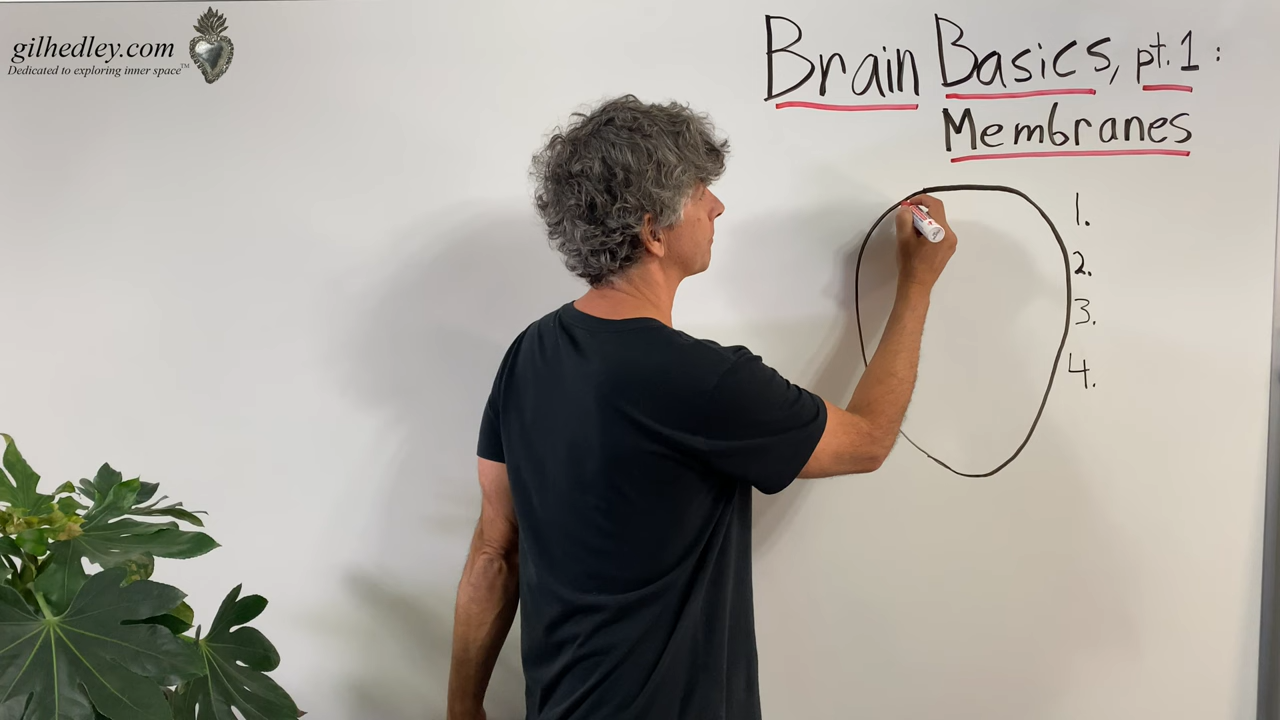 gilhedley.com
Dedicated to exploring inner space™
Brain Basics, pt. 1 :
Membranes
1.
2.
3.
4.